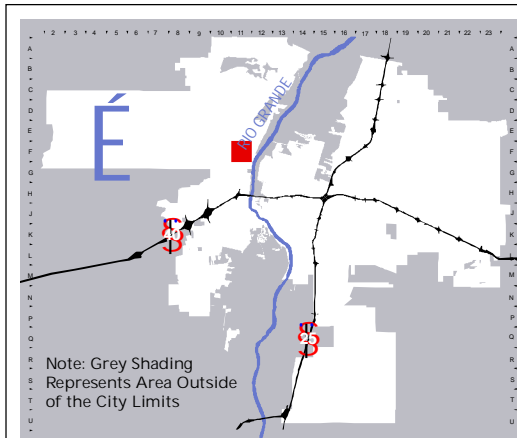 1 2 3 4 5 6 7 8 9 10 11 12 13 14 15 16 17 18 19 20 21 22 23
A A
B B
C C
D D
E E
F F
G G
H H
J J
K K
L L
M M
N N
P P
Q Q
R R
S S
T T
U U
É
RIO GRANDE
40
25
Note: Grey Shading
Represents Area Outside
of the City Limits